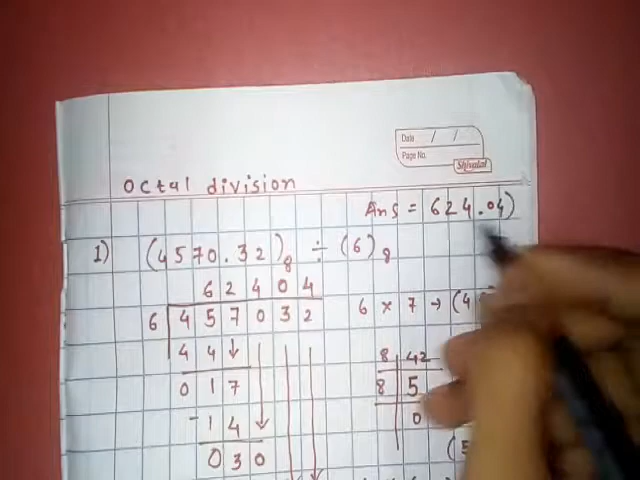 Date / /
Page No.
Shivalal
Octal division
Ans = 624.04)
1) (4570.32)8 ÷ (6)8
6 2 4 0 4
6 4 5 7 0 3 2 6 × 7 → (4
4 4 8 42
0 1 7 8 5
- 1 4 0
0 3 0 (5